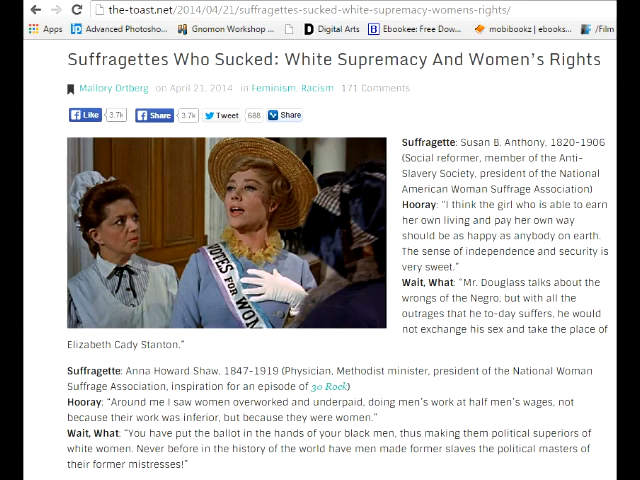 the-toast.net/2014/04/21/suffragettes-sucked-white-supremacy-womens-rights/
Apps Advanced Photosho... Gnomon Workshop ... Digital Arts Ebookee: Free Dow... mobibookz | ebooks... /Film
Suffragettes Who Sucked: White Supremacy And Women's Rights
Mallory Ortberg on April 21, 2014 in Feminism, Racism 171 Comments
Like 3.7k Share 3.7k Tweet 688 Share
VOTES FOR WOM
Suffragette: Susan B. Anthony, 1820-1906
(Social reformer, member of the Anti-
Slavery Society, president of the National
American Woman Suffrage Association)
Hooray: "I think the girl who is able to earn
her own living and pay her own way
should be as happy as anybody on earth.
The sense of independence and security is
very sweet."
Wait, What: "Mr. Douglass talks about the
wrongs of the Negro; but with all the
outrages that he to-day suffers, he would
not exchange his sex and take the place of
Elizabeth Cady Stanton."
Suffragette: Anna Howard Shaw, 1847-1919 (Physician, Methodist minister, president of the National Woman
Suffrage Association, inspiration for an episode of 30 Rock)
Hooray: "Around me I saw women overworked and underpaid, doing men's work at half men's wages, not
because their work was inferior, but because they were women."
Wait, What: "You have put the ballot in the hands of your black men, thus making them political superiors of
white women. Never before in the history of the world have men made former slaves the political masters of
their former mistresses!"